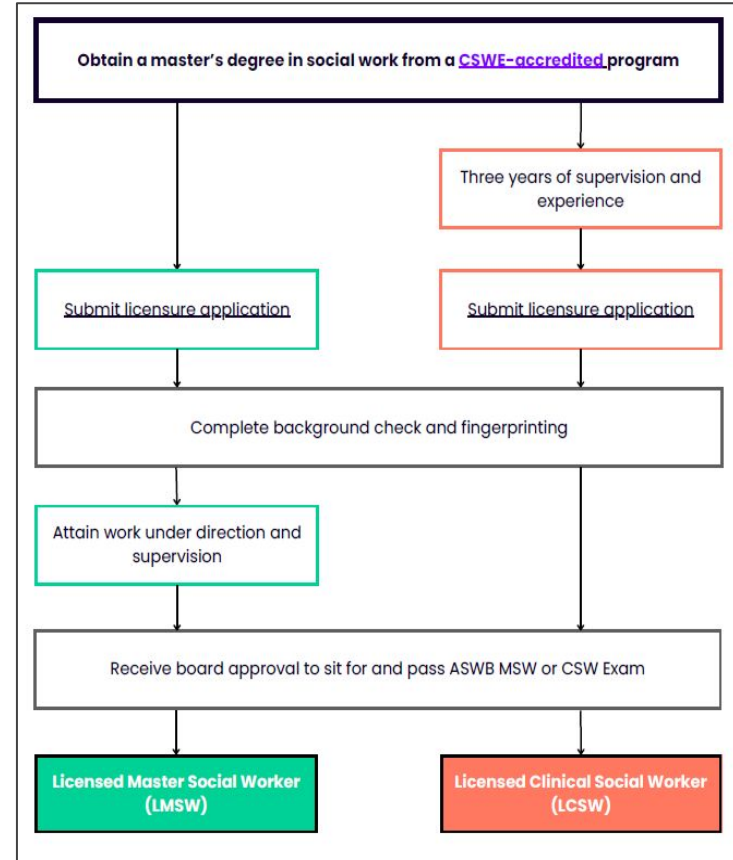 Obtain a master's degree in social work from a CSWE-accredited program
Three years of supervision and
experience
Submit licensure application
Submit licensure application
Complete background check and fingerprinting
Attain work under direction and
supervision
Receive board approval to sit for and pass ASWB MSW or CSW Exam
Licensed Master Social Worker
(LMSW)
Licensed Clinical Social Worker
(LCSW)